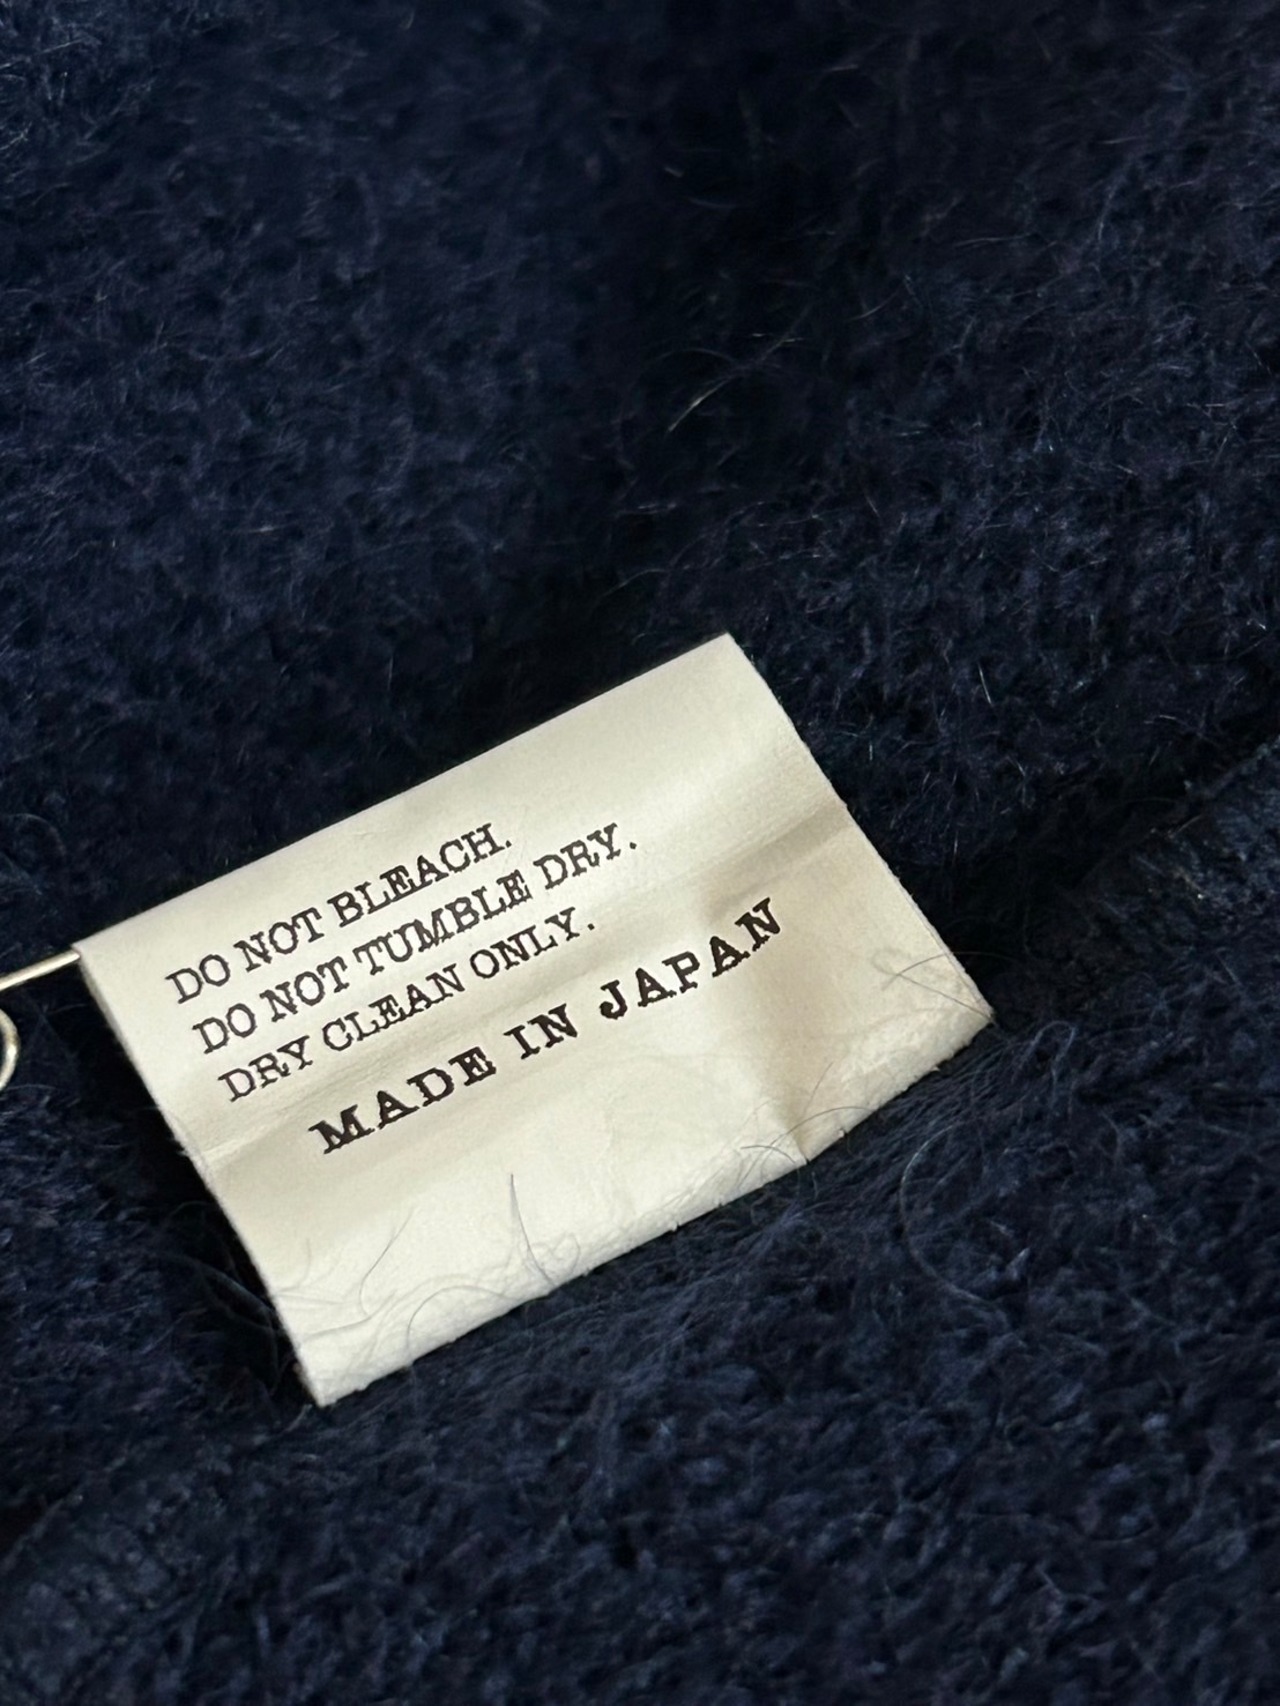 DO NOT BLEACH.
DO NOT TUMBLE DRY.
DRY CLEAN ONLY.
MADE IN JAPAN